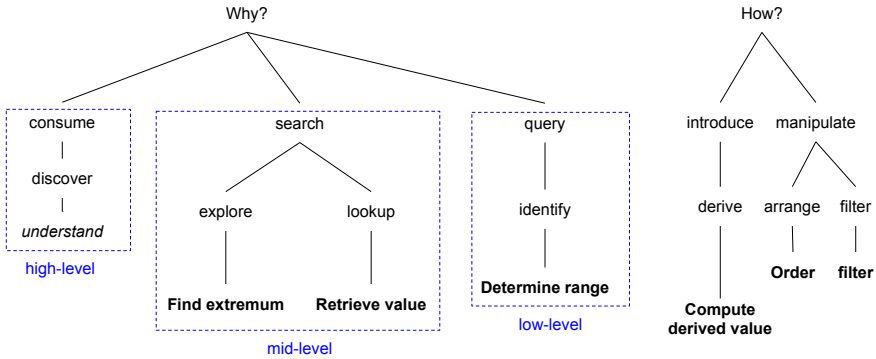 Why?
How?
consume
search
query
introduce
manipulate
discover
explore
lookup
identify
derive
arrange
filter
understand
high-level
Find extremum
Retrieve value
Determine range
Order
filter
Compute
derived value
mid-level
low-level